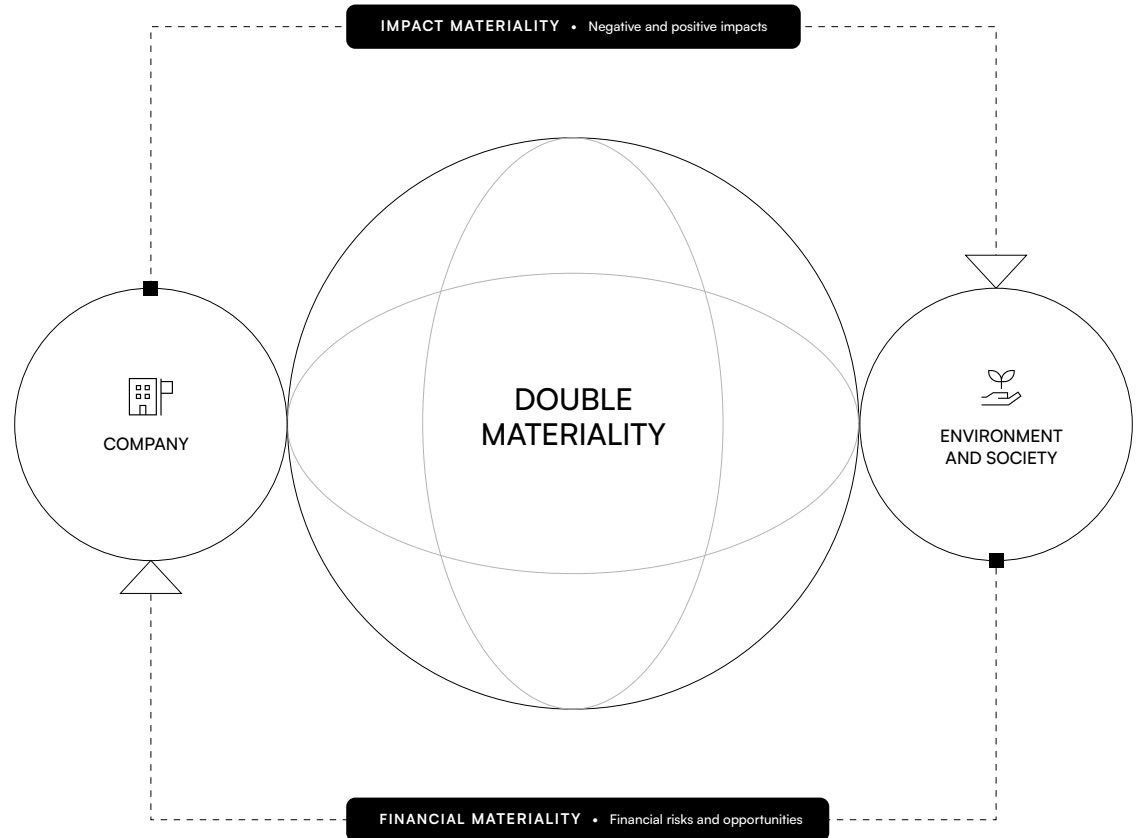 IMPACT MATERIALITY • Negative and positive impacts
DOUBLE
MATERIALITY
COMPANY
ENVIRONMENT
AND SOCIETY
FINANCIAL MATERIALITY • Financial risks and opportunities